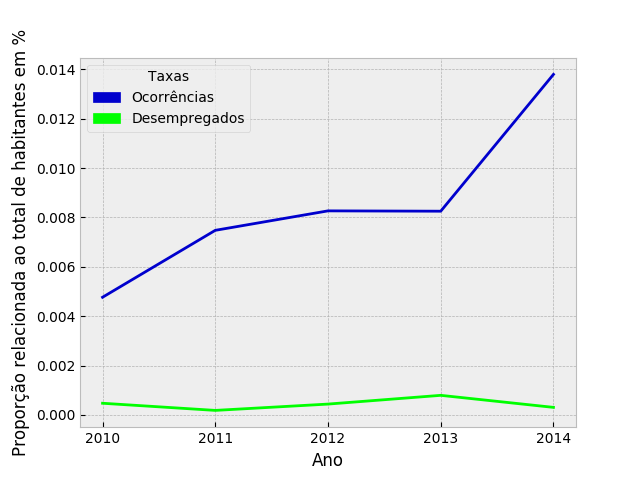 Proporção relacionada ao total de habitantes em %
0.014
0.012
0.010
0.008
0.006
0.004
0.002
0.000
Taxas
Ocorrências
Desempregados
2010 2011 2012 2013 2014
Ano